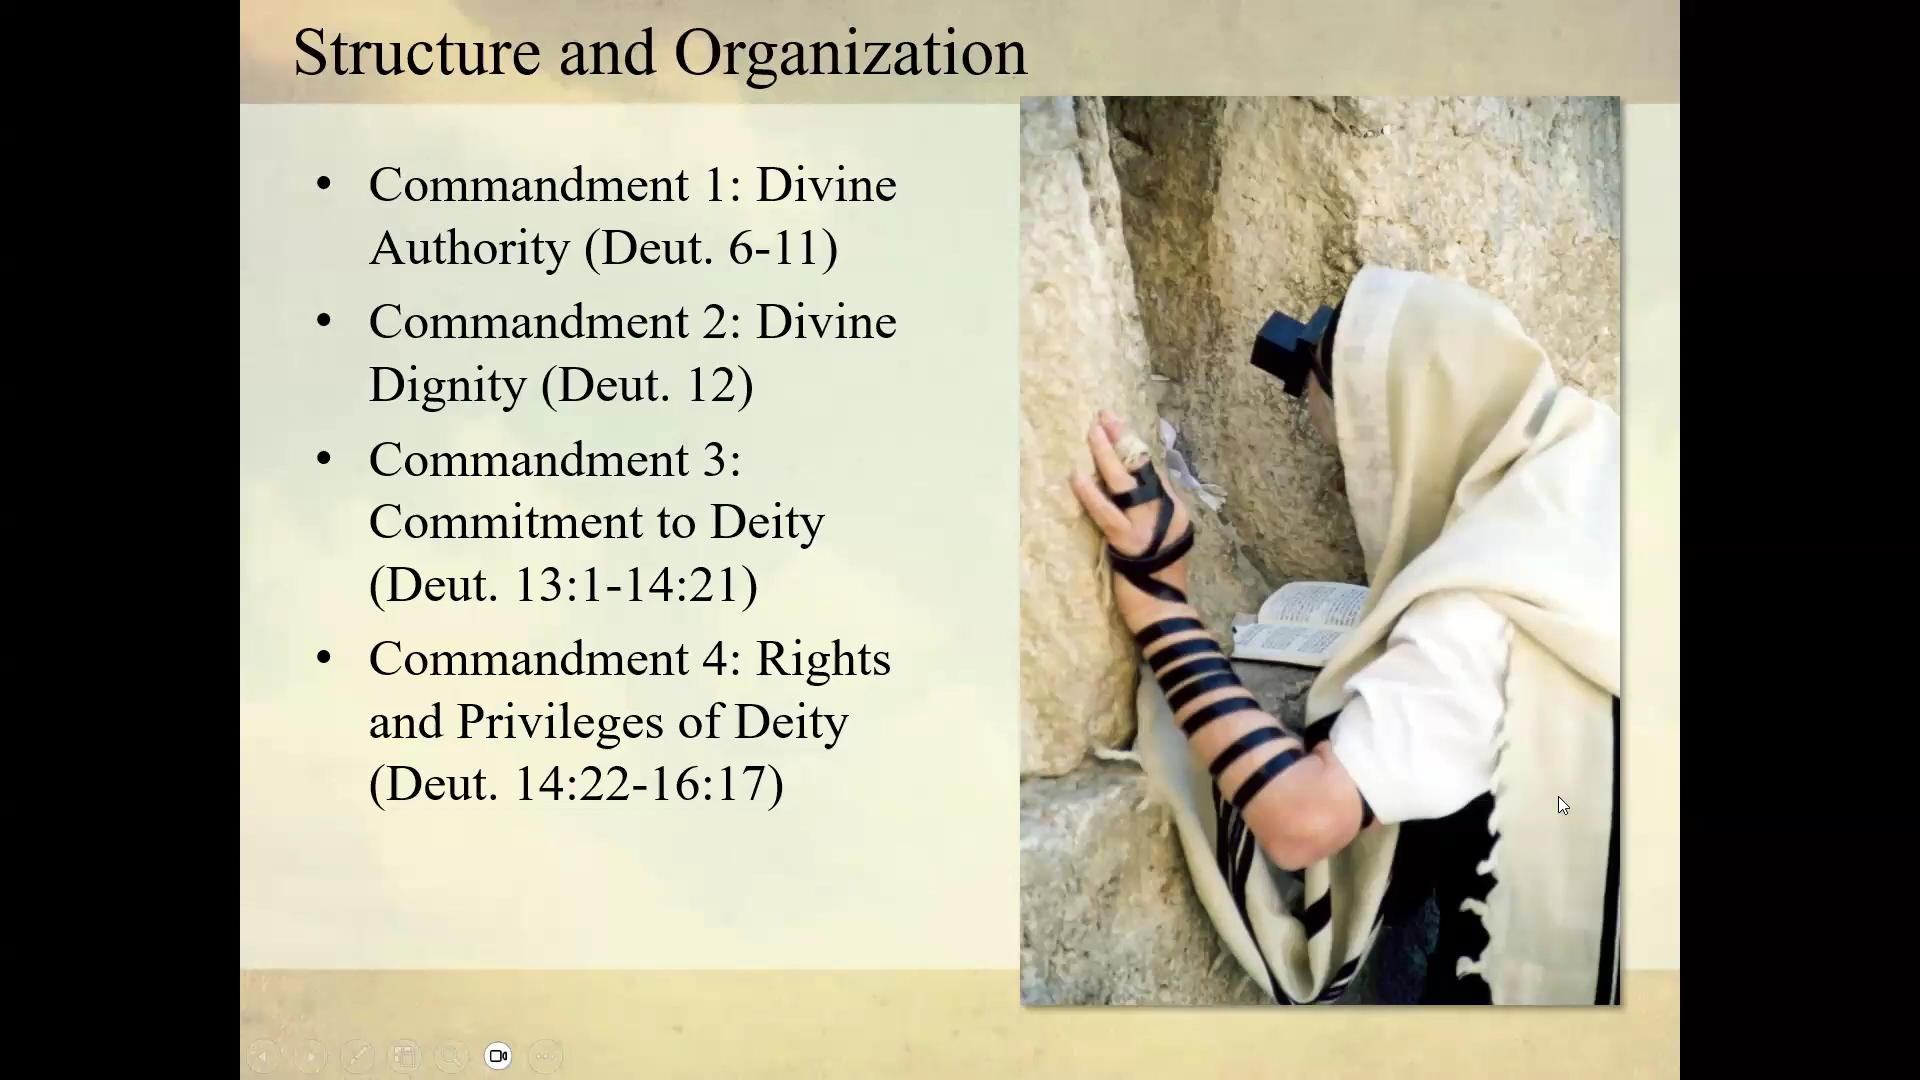 Structure and Organization
• Commandment 1: Divine
Authority (Deut. 6-11)
• Commandment 2: Divine
Dignity (Deut. 12)
• Commandment 3:
Commitment to Deity
(Deut. 13:1-14:21)
• Commandment 4: Rights
and Privileges of Deity
(Deut. 14:22-16:17)